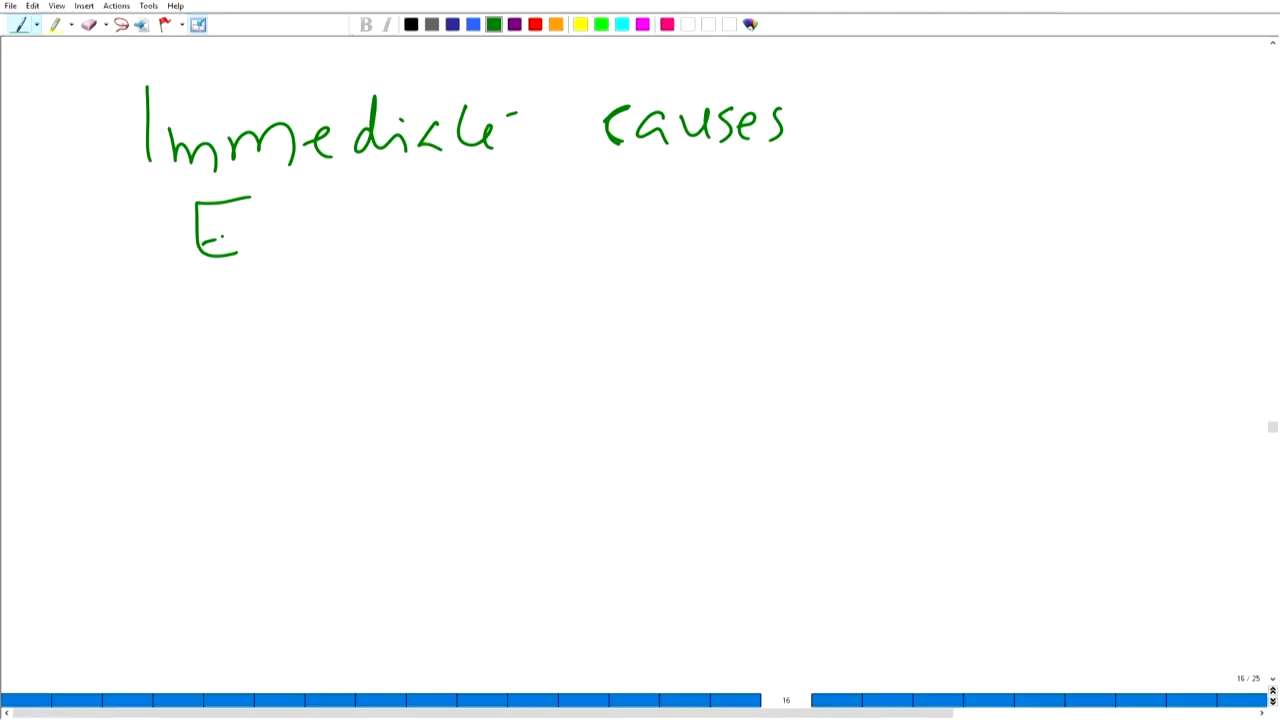 File Edit View Insert Actions Tools Help
B I
Immediate causes
E
16 / 25
16